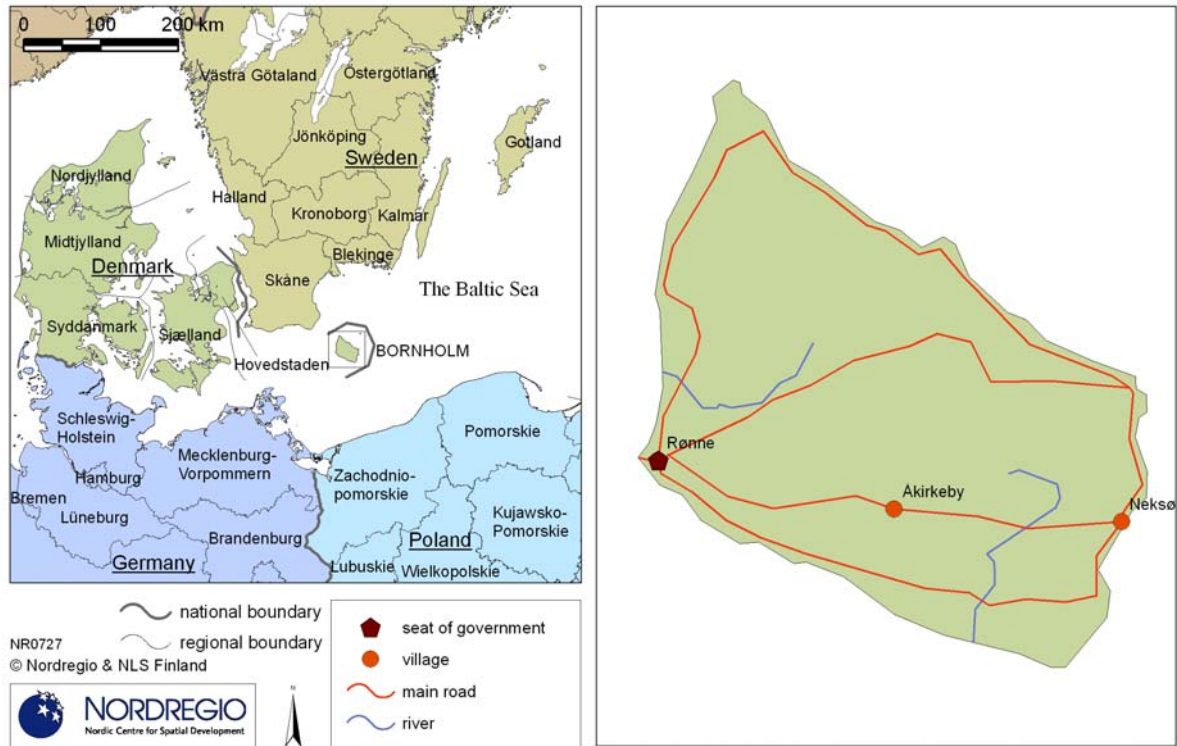 0 100 200 km
Västra Götaland
Östergötland
Jönköping
Gotland
Sweden
Nordjylland
Halland
Kronoborg
Kalmar
Midtjylland
Denmark
Blekinge
Skåne
The Baltic Sea
Syddanmark
Sjælland
Hovedstaden
BORNHOLM
Schleswig-
Holstein
Pomorskie
Mecklenburg-
Vorpommern
Zachodnio-
pomorskie
Hamburg
Bremen
Lüneburg
Kujawsko-
Pomorskie
Brandenburg
Poland
Germany
Lubuskie
Wielkopolskie
national boundary
regional boundary
NR0727
© Nordregio & NLS Finland
NORDREGIO
Nordic Centre for Spatial Development
N
seat of government
village
main road
river
Rønne
Åkirkeby
Neksø